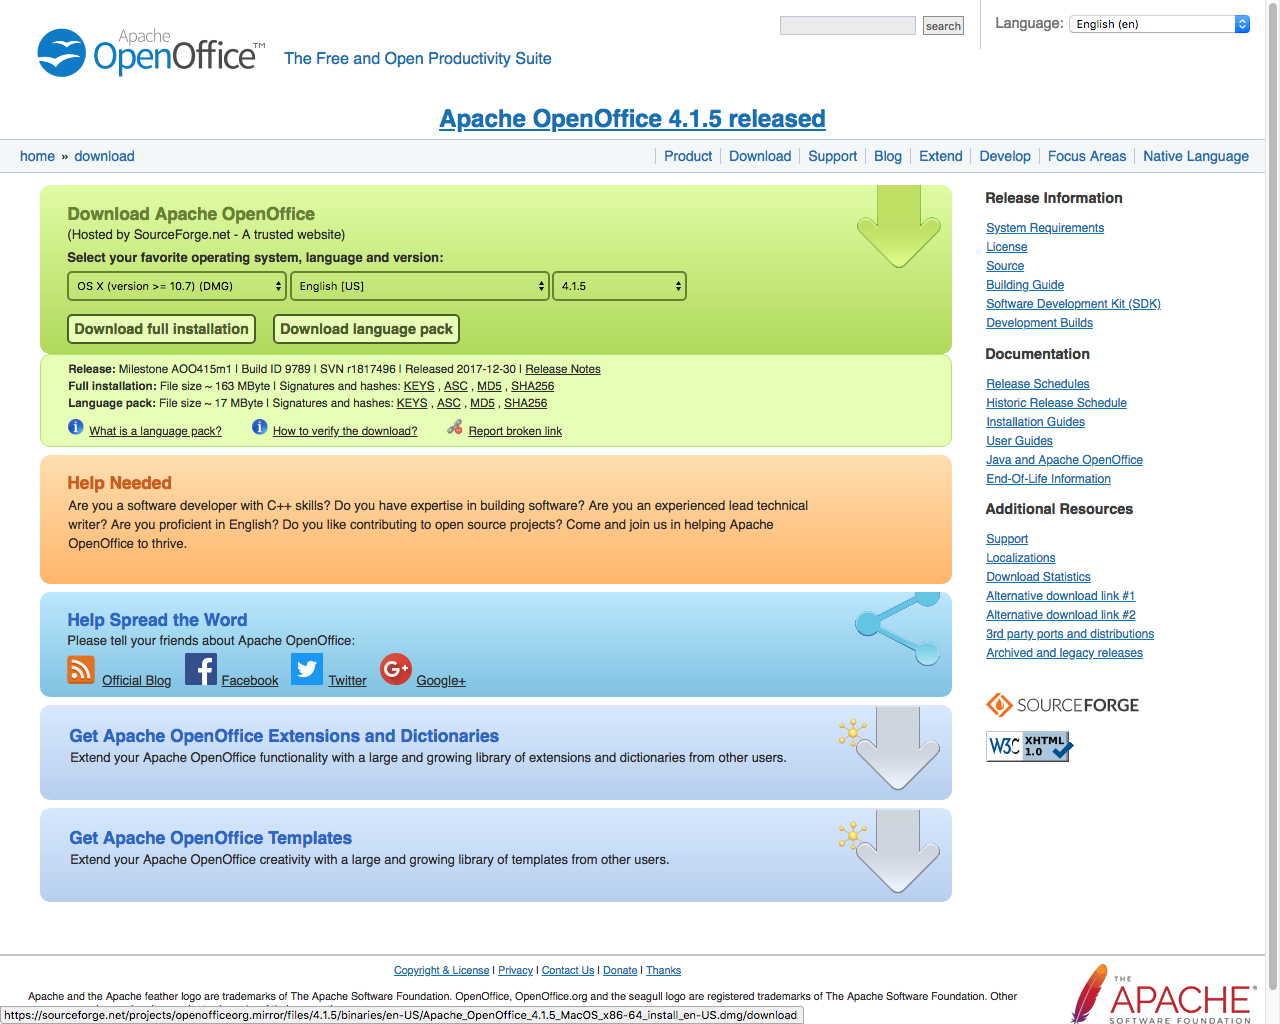 Apache
OpenOffice™
The Free and Open Productivity Suite
search
Language:
English (en)
Apache OpenOffice 4.1.5 released
home » download
Product
Download
Support
Blog
Extend
Develop
Focus Areas
Native Language
Download Apache OpenOffice
(Hosted by SourceForge.net - A trusted website)
Select your favorite operating system, language and version:
OS X (version >= 10.7) (DMG)
English [US]
4.1.5
Download full installation
Download language pack
Release: Milestone AOO415m1 | Build ID 9789 | SVN r1817496 | Released 2017-12-30 | Release Notes
Full installation: File size ~ 163 MByte | Signatures and hashes: KEYS , ASC , MD5 , SHA256
Language pack: File size ~ 17 MByte | Signatures and hashes: KEYS , ASC , MD5 , SHA256
What is a language pack?
How to verify the download?
Report broken link
Help Needed
Are you a software developer with C++ skills? Do you have expertise in building software? Are you an experienced lead technical
writer? Are you proficient in English? Do you like contributing to open source projects? Come and join us in helping Apache
OpenOffice to thrive.
Help Spread the Word
Please tell your friends about Apache OpenOffice:
Official Blog
Facebook
Twitter
G+
Google+
Get Apache OpenOffice Extensions and Dictionaries
Extend your Apache OpenOffice functionality with a large and growing library of extensions and dictionaries from other users.
Get Apache OpenOffice Templates
Extend your Apache OpenOffice creativity with a large and growing library of templates from other users.
Release Information
System Requirements
License
Source
Building Guide
Software Development Kit (SDK)
Development Builds
Documentation
Release Schedules
Historic Release Schedule
Installation Guides
User Guides
Java and Apache OpenOffice
End-Of-Life Information
Additional Resources
Support
Localizations
Download Statistics
Alternative download link #1
Alternative download link #2
3rd party ports and distributions
Archived and legacy releases
SOURCEFORGE
W3C XHTML 1.0
Copyright & License | Privacy | Contact Us | Donate | Thanks
Apache and the Apache feather logo are trademarks of The Apache Software Foundation. OpenOffice, OpenOffice.org and the seagull logo are registered trademarks of The Apache Software Foundation. Other
https://sourceforge.net/projects/openofficeorg.mirror/files/4.1.5/binaries/en-US/Apache_OpenOffice_4.1.5_MacOS_x86-64_install_en-US.dmg/download
THE
APACHE®
SOFTWARE FOUNDATION